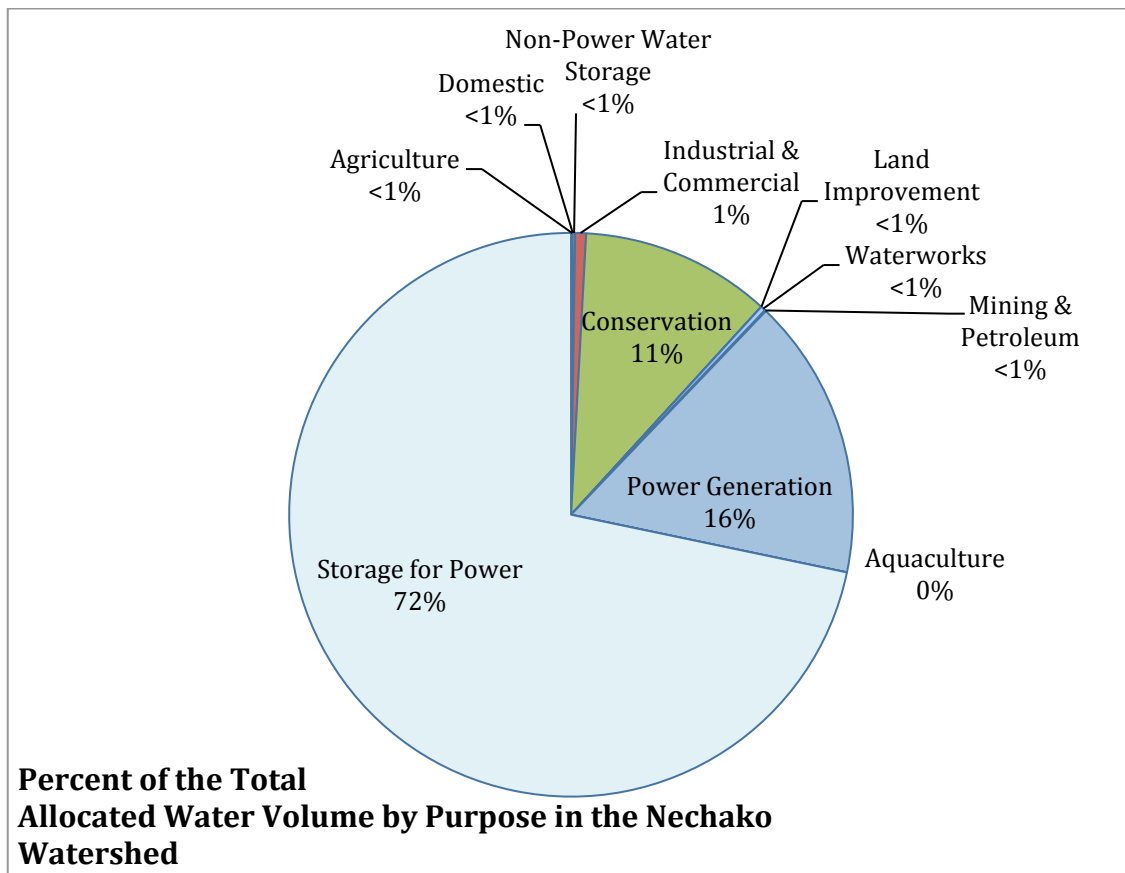 Non-Power Water
Storage
<1%
Domestic
<1%
Agriculture
<1%
Industrial &
Commercial
1%
Land
Improvement
<1%
Waterworks
<1%
Mining &
Petroleum
<1%
Conservation
11%
Power Generation
16%
Aquaculture
0%
Storage for Power
72%
Percent of the Total
Allocated Water Volume by Purpose in the Nechako
Watershed